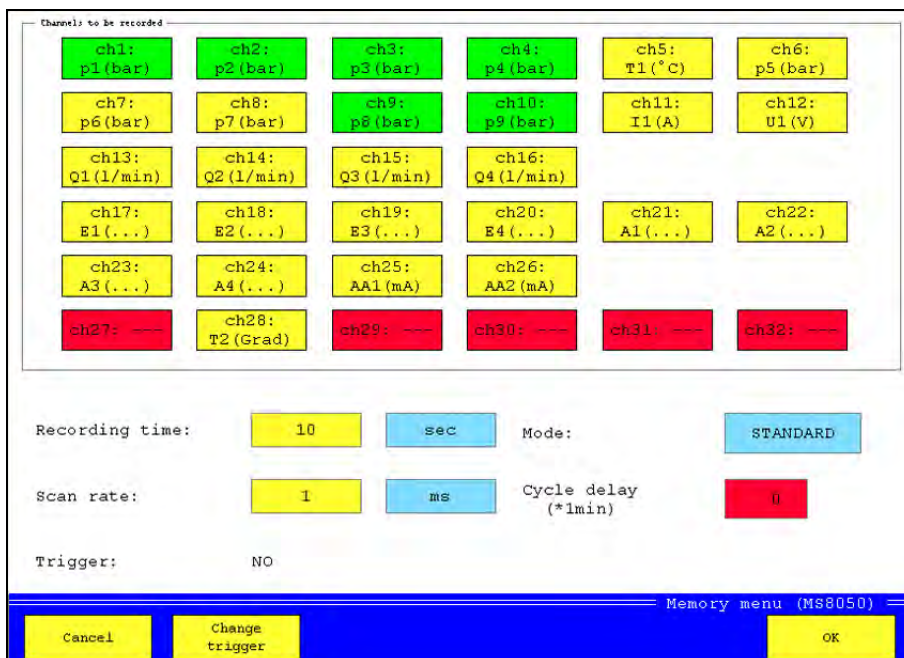 Channels to be recorded
ch1: ch2: ch3: ch4: ch5: ch6:
p1(bar) p2(bar) p3(bar) p4(bar) T1(°C) p5(bar)
ch7: ch8: ch9: ch10: ch11: ch12:
p6(bar) p7(bar) p8(bar) p9(bar) I1(A) U1(V)
ch13: ch14: ch15: ch16:
Q1(l/min) Q2(l/min) Q3(l/min) Q4(l/min)
ch17: ch18: ch19: ch20: ch21: ch22:
E1(...) E2(...) E3(...) E4(...) A1(...) A2(...)
ch23: ch24: ch25: ch26:
A3(...) A4(...) AA1(mA) AA2(mA)
ch27: --- ch28: ch29: --- ch30: --- ch31: --- ch32: ---
T2(Grad)
Recording time: 10 sec Mode: STANDARD
Scan rate: 1 ms Cycle delay 0
(*1min)
Trigger: NO
Memory menu (MS8050)
Cancel Change OK
trigger